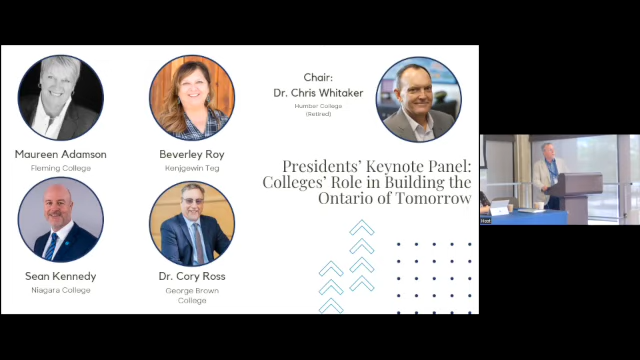 Maureen Adamson
Fleming College
Beverley Roy
Kenjgewin Teg
Chair:
Dr. Chris Whitaker
Humber College
(Retired)
Sean Kennedy
Niagara College
Dr. Cory Ross
George Brown
College
Presidents' Keynote Panel:
Colleges' Role in Building the
Ontario of Tomorrow
Host